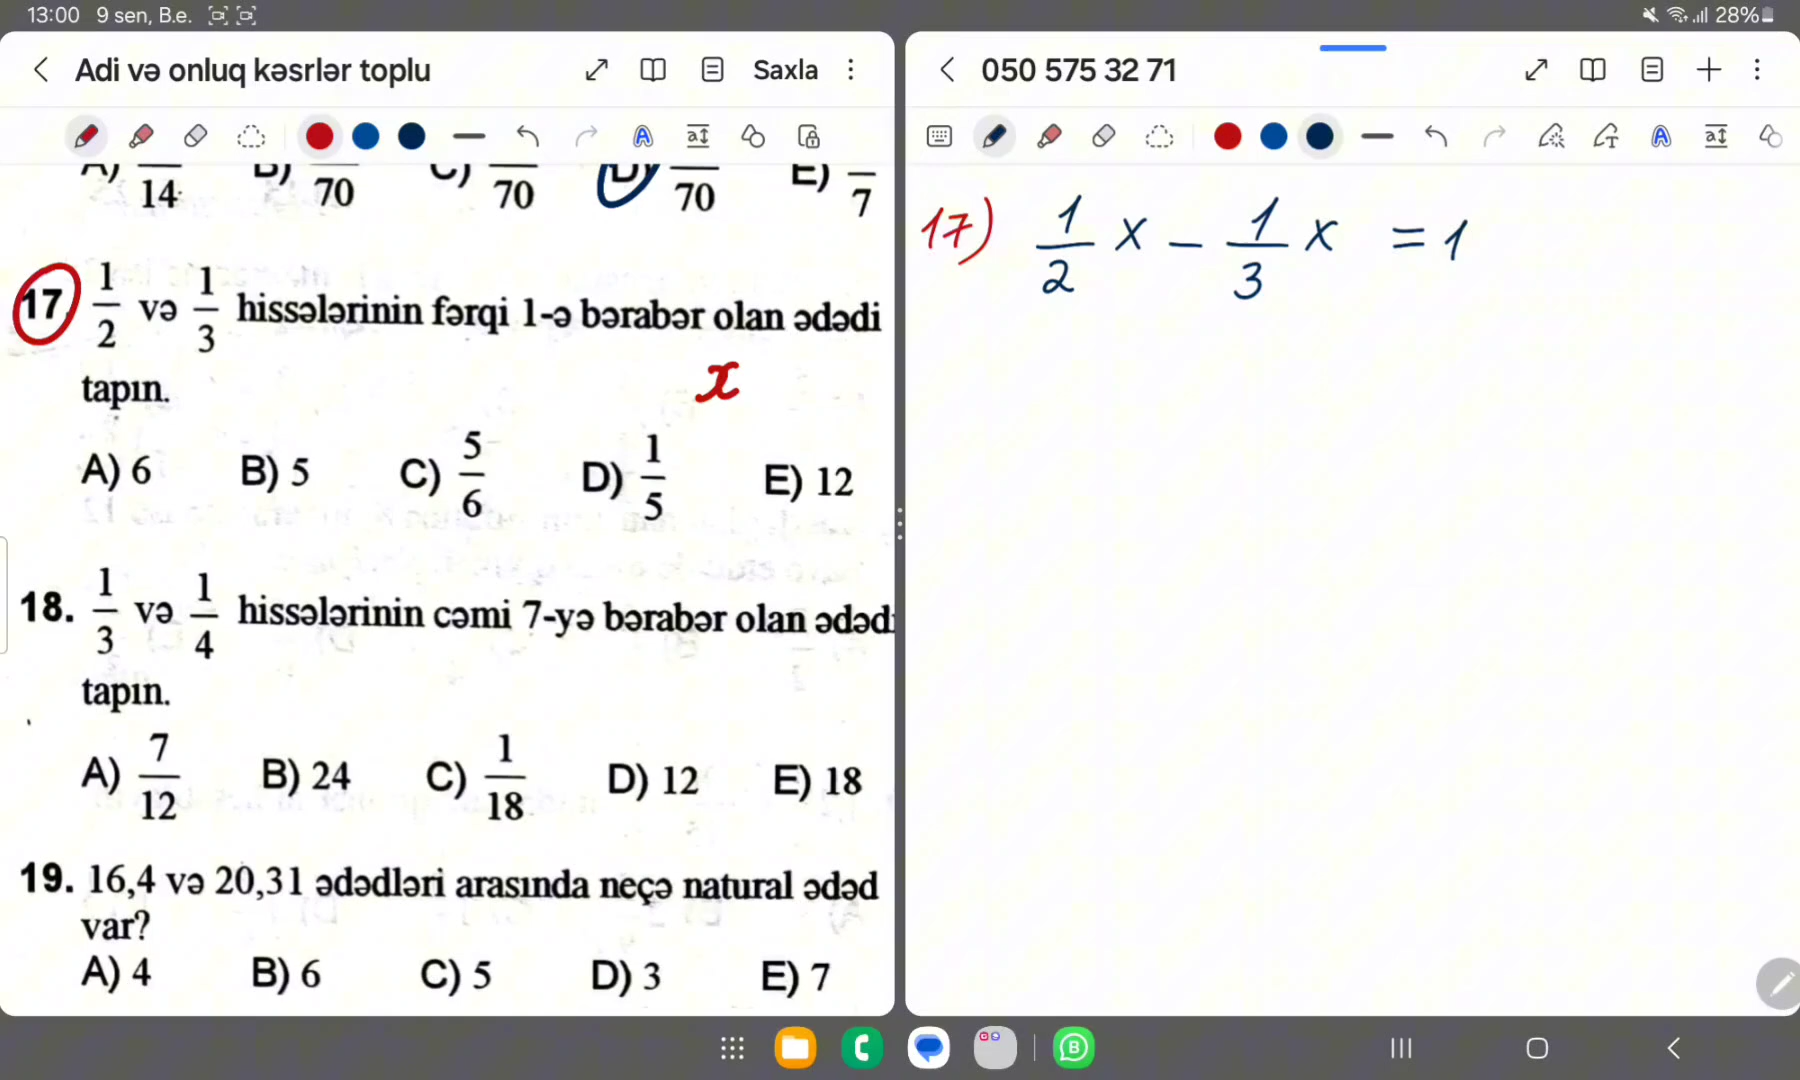 13:00 9 sen, B.e. 28%
Adi və onluq kəsrlər toplu Saxla
14 70 70 70 E) 7
17 1/2 və 1/3 hissələrinin fərqi 1-ə bərabər olan ədədi
tapın.
x
A) 6 B) 5 C) 5/6 D) 1/5 E) 12
18. 1/3 və 1/4 hissələrinin cəmi 7-yə bərabər olan ədəd
tapın.
A) 7/12 B) 24 C) 1/18 D) 12 E) 18
19. 16,4 və 20,31 ədədləri arasında neçə natural ədəd
var?
A) 4 B) 6 C) 5 D) 3 E) 7
050 575 32 71
17) 1/2 x - 1/3 x = 1